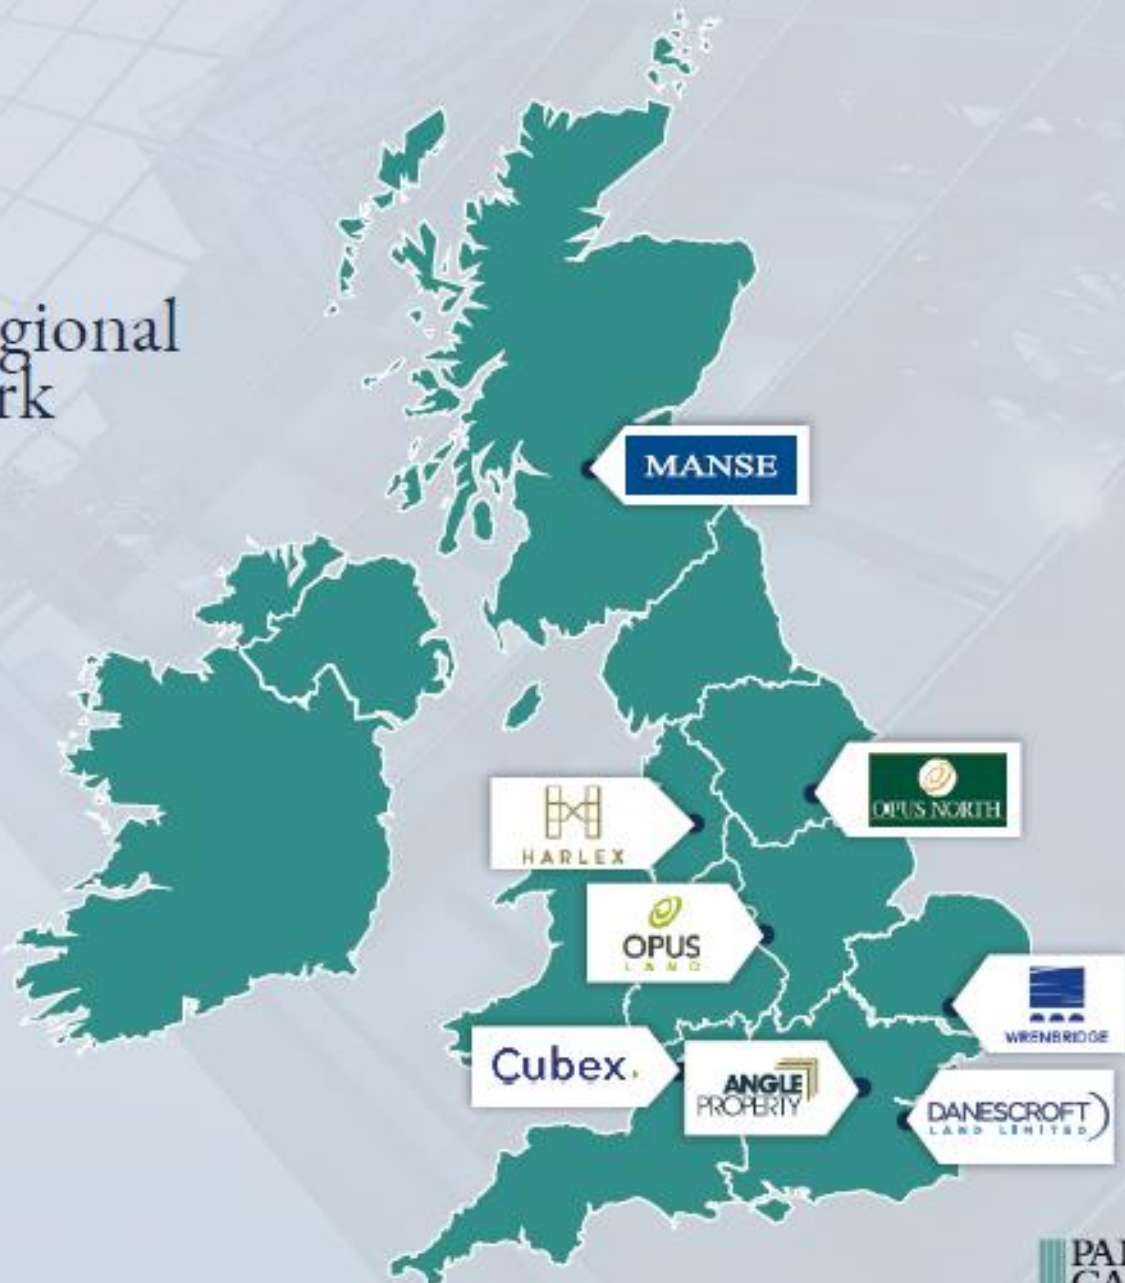 gional
rk
MANSE
OPUS NORTH
HARLEX
OPUS
LAND
WRENBRIDGE
Cubex.
ANGLE
PROPERTY
DANESCROFT
LAND LIMITED